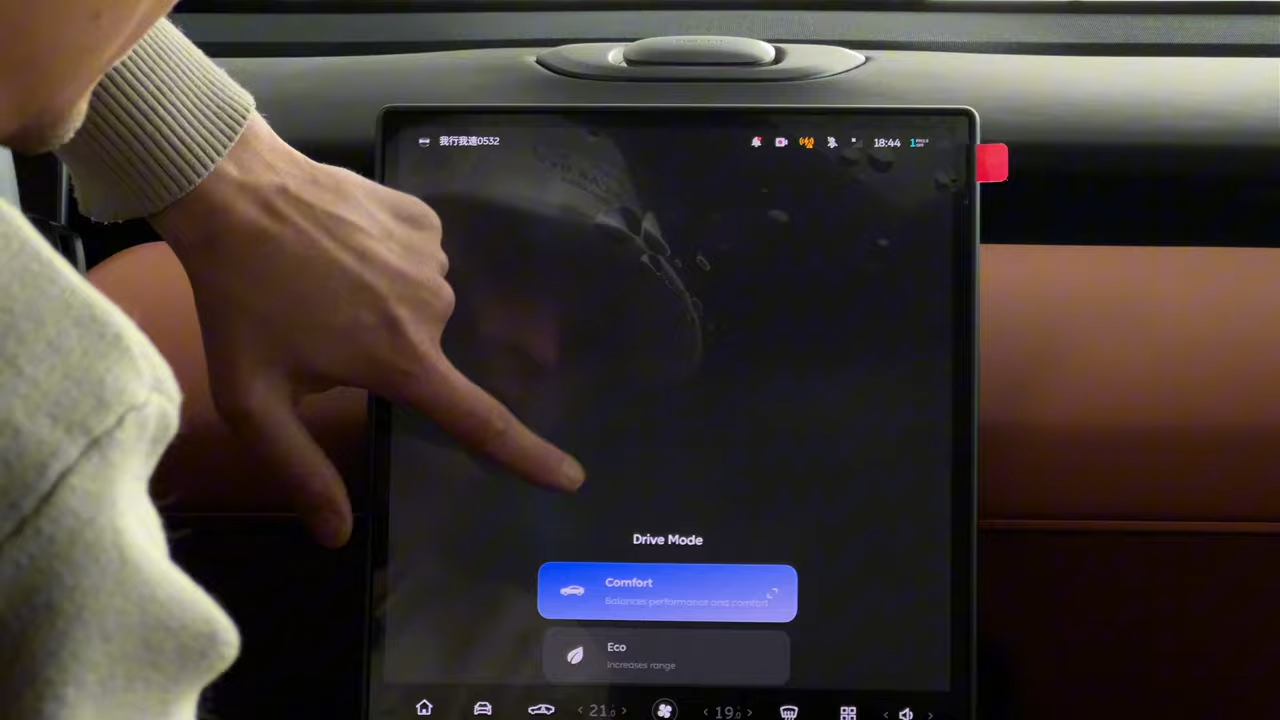 我行我速0532
18:44
Drive Mode
Comfort
Balances performance and comfort
Eco
Increases range
21.0
19.0